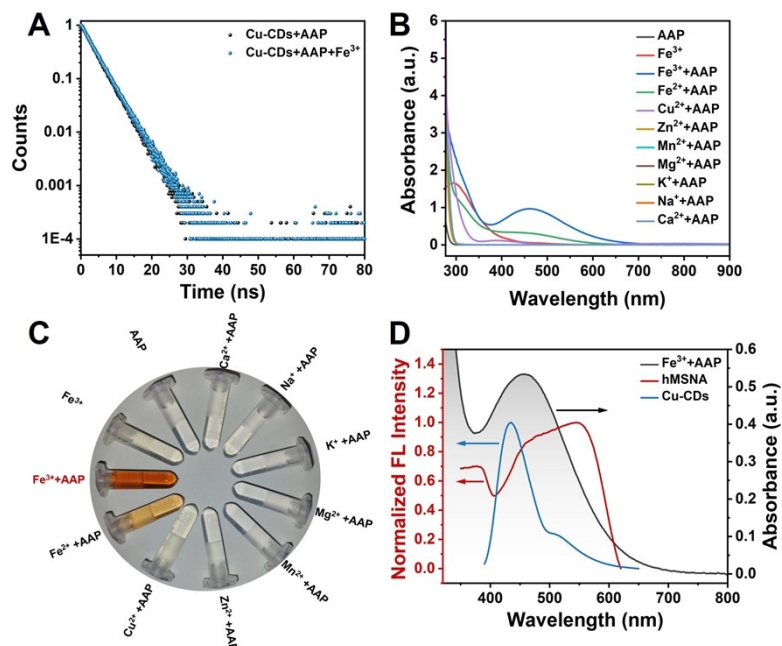 A
Cu-CDs+AAP
Cu-CDs+AAP+Fe³⁺
1
0.1
0.01
0.001
1E-4
Counts
0 10 20 30 40 50 60 70 80
Time (ns)
B
AAP
Fe³⁺
Fe³⁺+AAP
Fe²⁺+AAP
Cu²⁺+AAP
Zn²⁺+AAP
Mn²⁺+AAP
Mg²⁺+AAP
K⁺+AAP
Na⁺+AAP
Ca²⁺+AAP
6
5
4
3
2
1
0
Absorbance (a.u.)
300 400 500 600 700 800 900
Wavelength (nm)
C
AAP
Ca²⁺ +AAP
Na⁺ +AAP
K⁺ +AAP
Mg²⁺ +AAP
Mn²⁺ +AAP
Zn²⁺ +AAP
Cu²⁺ +AAP
Fe²⁺ +AAP
Fe³⁺+AAP
D
Fe³⁺+AAP
hMSNA
Cu-CDs
1.4
1.2
1.0
0.8
0.6
0.4
0.2
0.0
Normalized FL Intensity
0.6
0.5
0.4
0.3
0.2
0.1
0.0
Absorbance (a.u.)
400 500 600 700 800
Wavelength (nm)